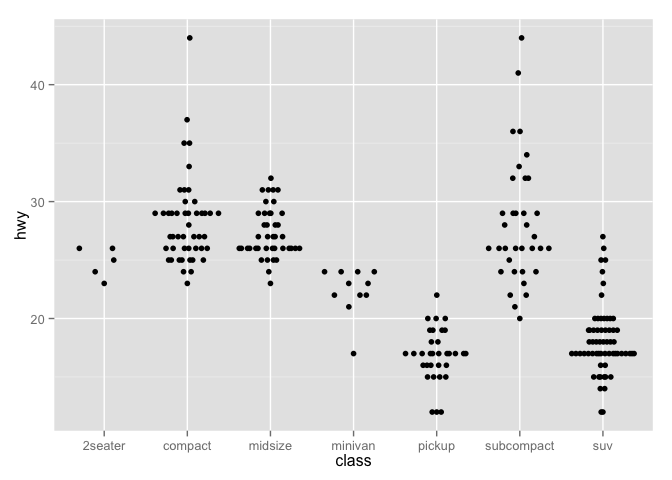 40
30
20
hwy
2seater compact midsize minivan pickup subcompact suv
class